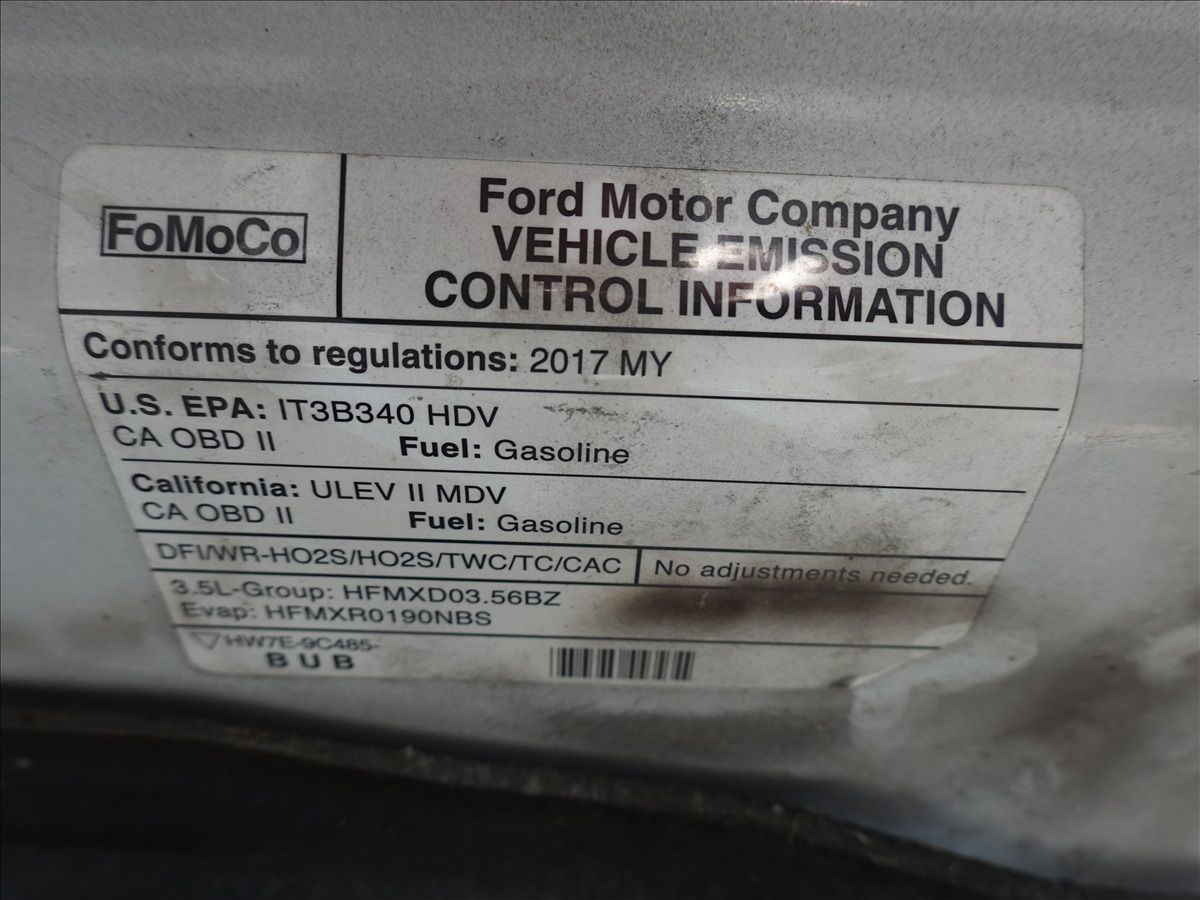 FoMoCo
Ford Motor Company
VEHICLE EMISSION
CONTROL INFORMATION
Conforms to regulations: 2017 MY
U.S. EPA: IT3B340 HDV
CA OBD II Fuel: Gasoline
California: ULEV II MDV
CA OBD II Fuel: Gasoline
DFI/WR-HO2S/HO2S/TWC/TC/CAC No adjustments needed.
3.5L-Group: HFMXD03.56BZ
Evap: HFMXR0190NBS
HW7E-9C485-
BUB